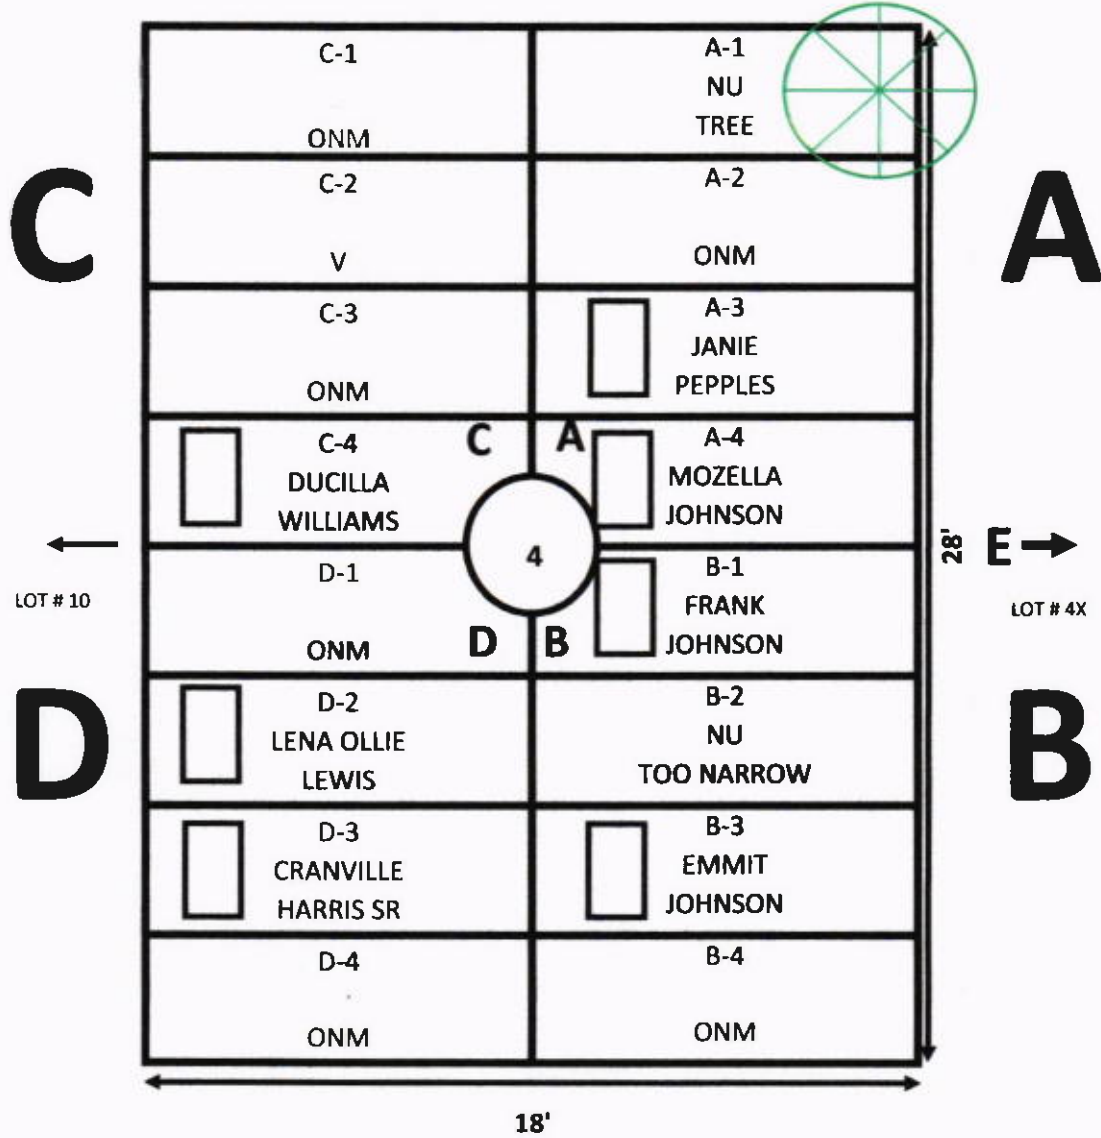 C-1
ONM
A-1
NU
TREE
C-2
V
A-2
ONM
C
A
C-3
ONM
A-3
JANIE
PEPPLES
C-4
DUCILLA
WILLIAMS
C
A
A-4
MOZELLA
JOHNSON
LOT # 10
4
28'
E
LOT # 4X
D-1
ONM
D
B
B-1
FRANK
JOHNSON
D
B
D-2
LENA OLLIE
LEWIS
B-2
NU
TOO NARROW
D-3
CRANVILLE
HARRIS SR
B-3
EMMIT
JOHNSON
D-4
ONM
B-4
ONM
18'